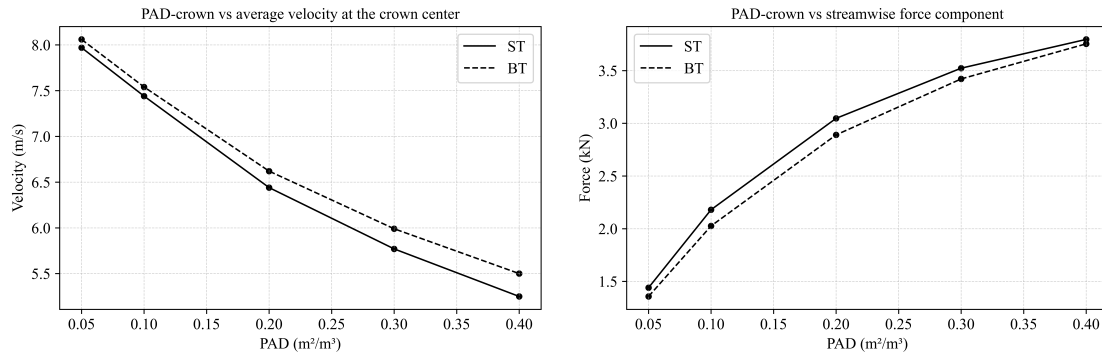 PAD-crown vs average velocity at the crown center
8.0
7.5
7.0
6.5
6.0
5.5
Velocity (m/s)
ST
BT
0.05 0.10 0.15 0.20 0.25 0.30 0.35 0.40
PAD (m²/m³)
PAD-crown vs streamwise force component
3.5
3.0
2.5
2.0
1.5
Force (kN)
ST
BT
0.05 0.10 0.15 0.20 0.25 0.30 0.35 0.40
PAD (m²/m³)